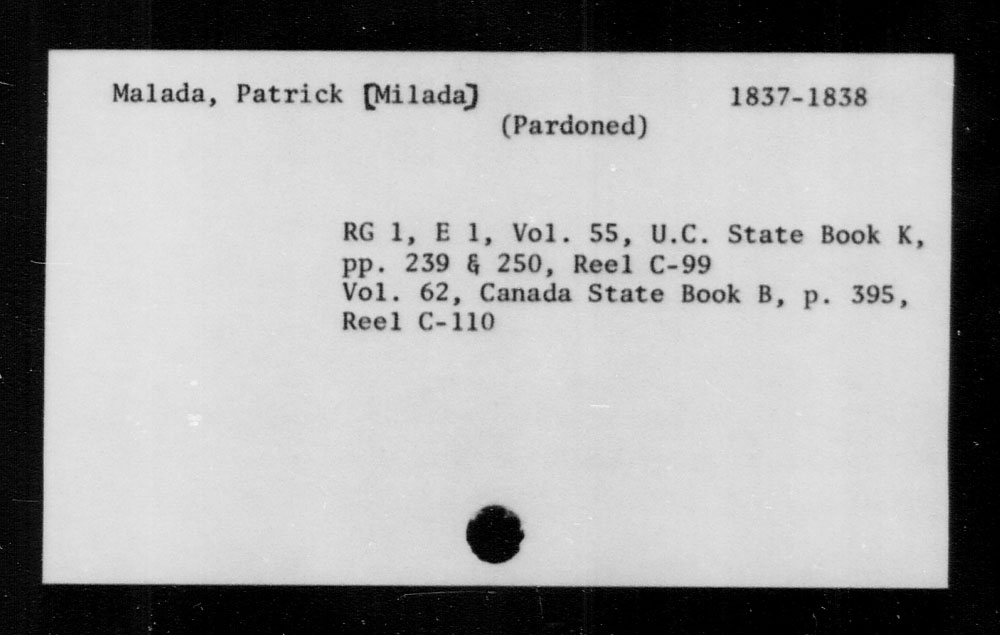 Malada, Patrick [Milada] 1837-1838
(Pardoned)
RG 1, E 1, Vol. 55, U.C. State Book K,
pp. 239 & 250, Reel C-99
Vol. 62, Canada State Book B, p. 395,
Reel C-110